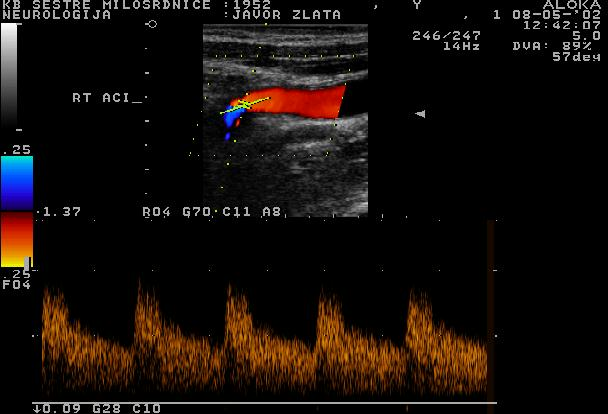 KB SESTRE MILOSRDNICE :1952 , Y ALOKA
NEUROLOGIJA :JAVOR ZLATA , 1 08-05-'02
12:42:07
246/247 5.0
14Hz DVA: 89%
57deg
RT ACI_
.25
1.37 R04 G70 C11 A8
.25
F04
↓0.09 G28 C10